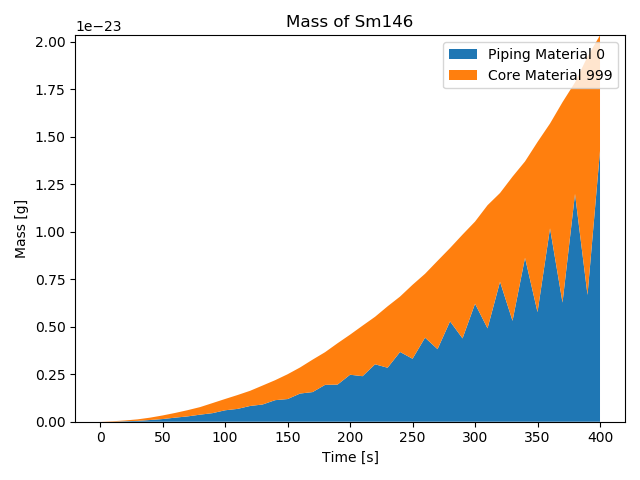 Mass of Sm146
1e−23
Piping Material 0
Core Material 999
2.00
1.75
1.50
1.25
1.00
0.75
0.50
0.25
0.00
Mass [g]
0 50 100 150 200 250 300 350 400
Time [s]